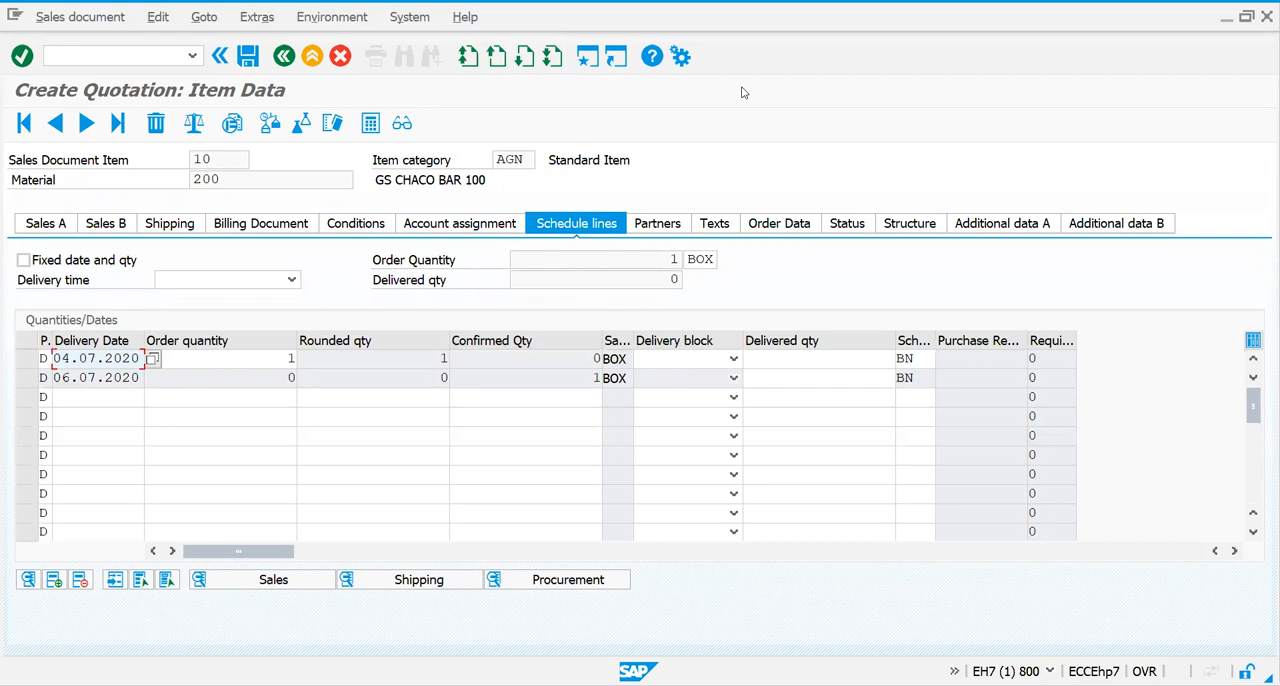 Sales document Edit Goto Extras Environment System Help
Create Quotation: Item Data
Sales Document Item 10 Item category AGN Standard Item
Material 200 GS CHACO BAR 100
Sales A Sales B Shipping Billing Document Conditions Account assignment Schedule lines Partners Texts Order Data Status Structure Additional data A Additional data B
Fixed date and qty Order Quantity 1 BOX
Delivery time Delivered qty 0
Quantities/Dates
P. Delivery Date Order quantity Rounded qty Confirmed Qty Sa... Delivery block Delivered qty Sch... Purchase Re... Requi...
D 04.07.2020 1 1 0 BOX BN 0
D 06.07.2020 0 0 1 BOX BN 0
D 0
D 0
D 0
D 0
D 0
D 0
D 0
D 0
Sales Shipping Procurement
SAP EH7 (1) 800 ECCEhp7 OVR